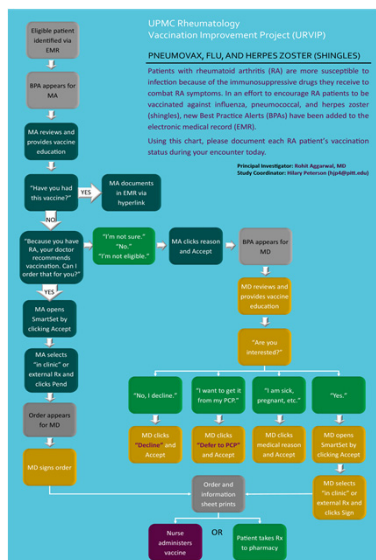 UPMC Rheumatology
Vaccination Improvement Project (URVIP)
PNEUMOVAX, FLU, AND HERPES ZOSTER (SHINGLES)
Patients with rheumatoid arthritis (RA) are more susceptible to
infection because of the immunosuppressive drugs they receive to
combat RA symptoms. In an effort to encourage RA patients to be
vaccinated against influenza, pneumococcal, and herpes zoster
(shingles), new Best Practice Alerts (BPAs) have been added to the
electronic medical record (EMR).
Using this chart, please document each RA patient's vaccination
status during your encounter today.
Principal Investigator: Rohit Aggarwal, MD
Study Coordinator: Hilary Peterson
Eligible patient
identified via
EMR
BPA appears for
MA
MA reviews and
provides vaccine
education
"Have you had
this vaccine?"
YES
MA documents
in EMR via
hyperlink
NO
"Because you have
RA, your doctor
recommends
vaccination. Can I
order that for you?"
"I'm not sure."
"No."
"I'm not eligible."
MA clicks reason
and Accept
BPA appears for
MD
YES
MA opens
SmartSet by
clicking Accept
MA selects
"in clinic" or
external Rx and
clicks Pend
Order appears
for MD
MD signs order
MD reviews and
provides vaccine
education
"Are you
interested?"
"No, I decline."
"I want to get it
from my PCP."
"I am sick,
pregnant, etc."
"Yes."
MD clicks
"Decline" and
Accept
MD clicks
"Defer to PCP"
and Accept
MD clicks
medical reason
and Accept
MD opens
SmartSet by
clicking Accept
MD selects
"in clinic" or
external Rx and
clicks Sign
Order and
information
sheet prints
Nurse
administers
vaccine
OR
Patient takes Rx
to pharmacy